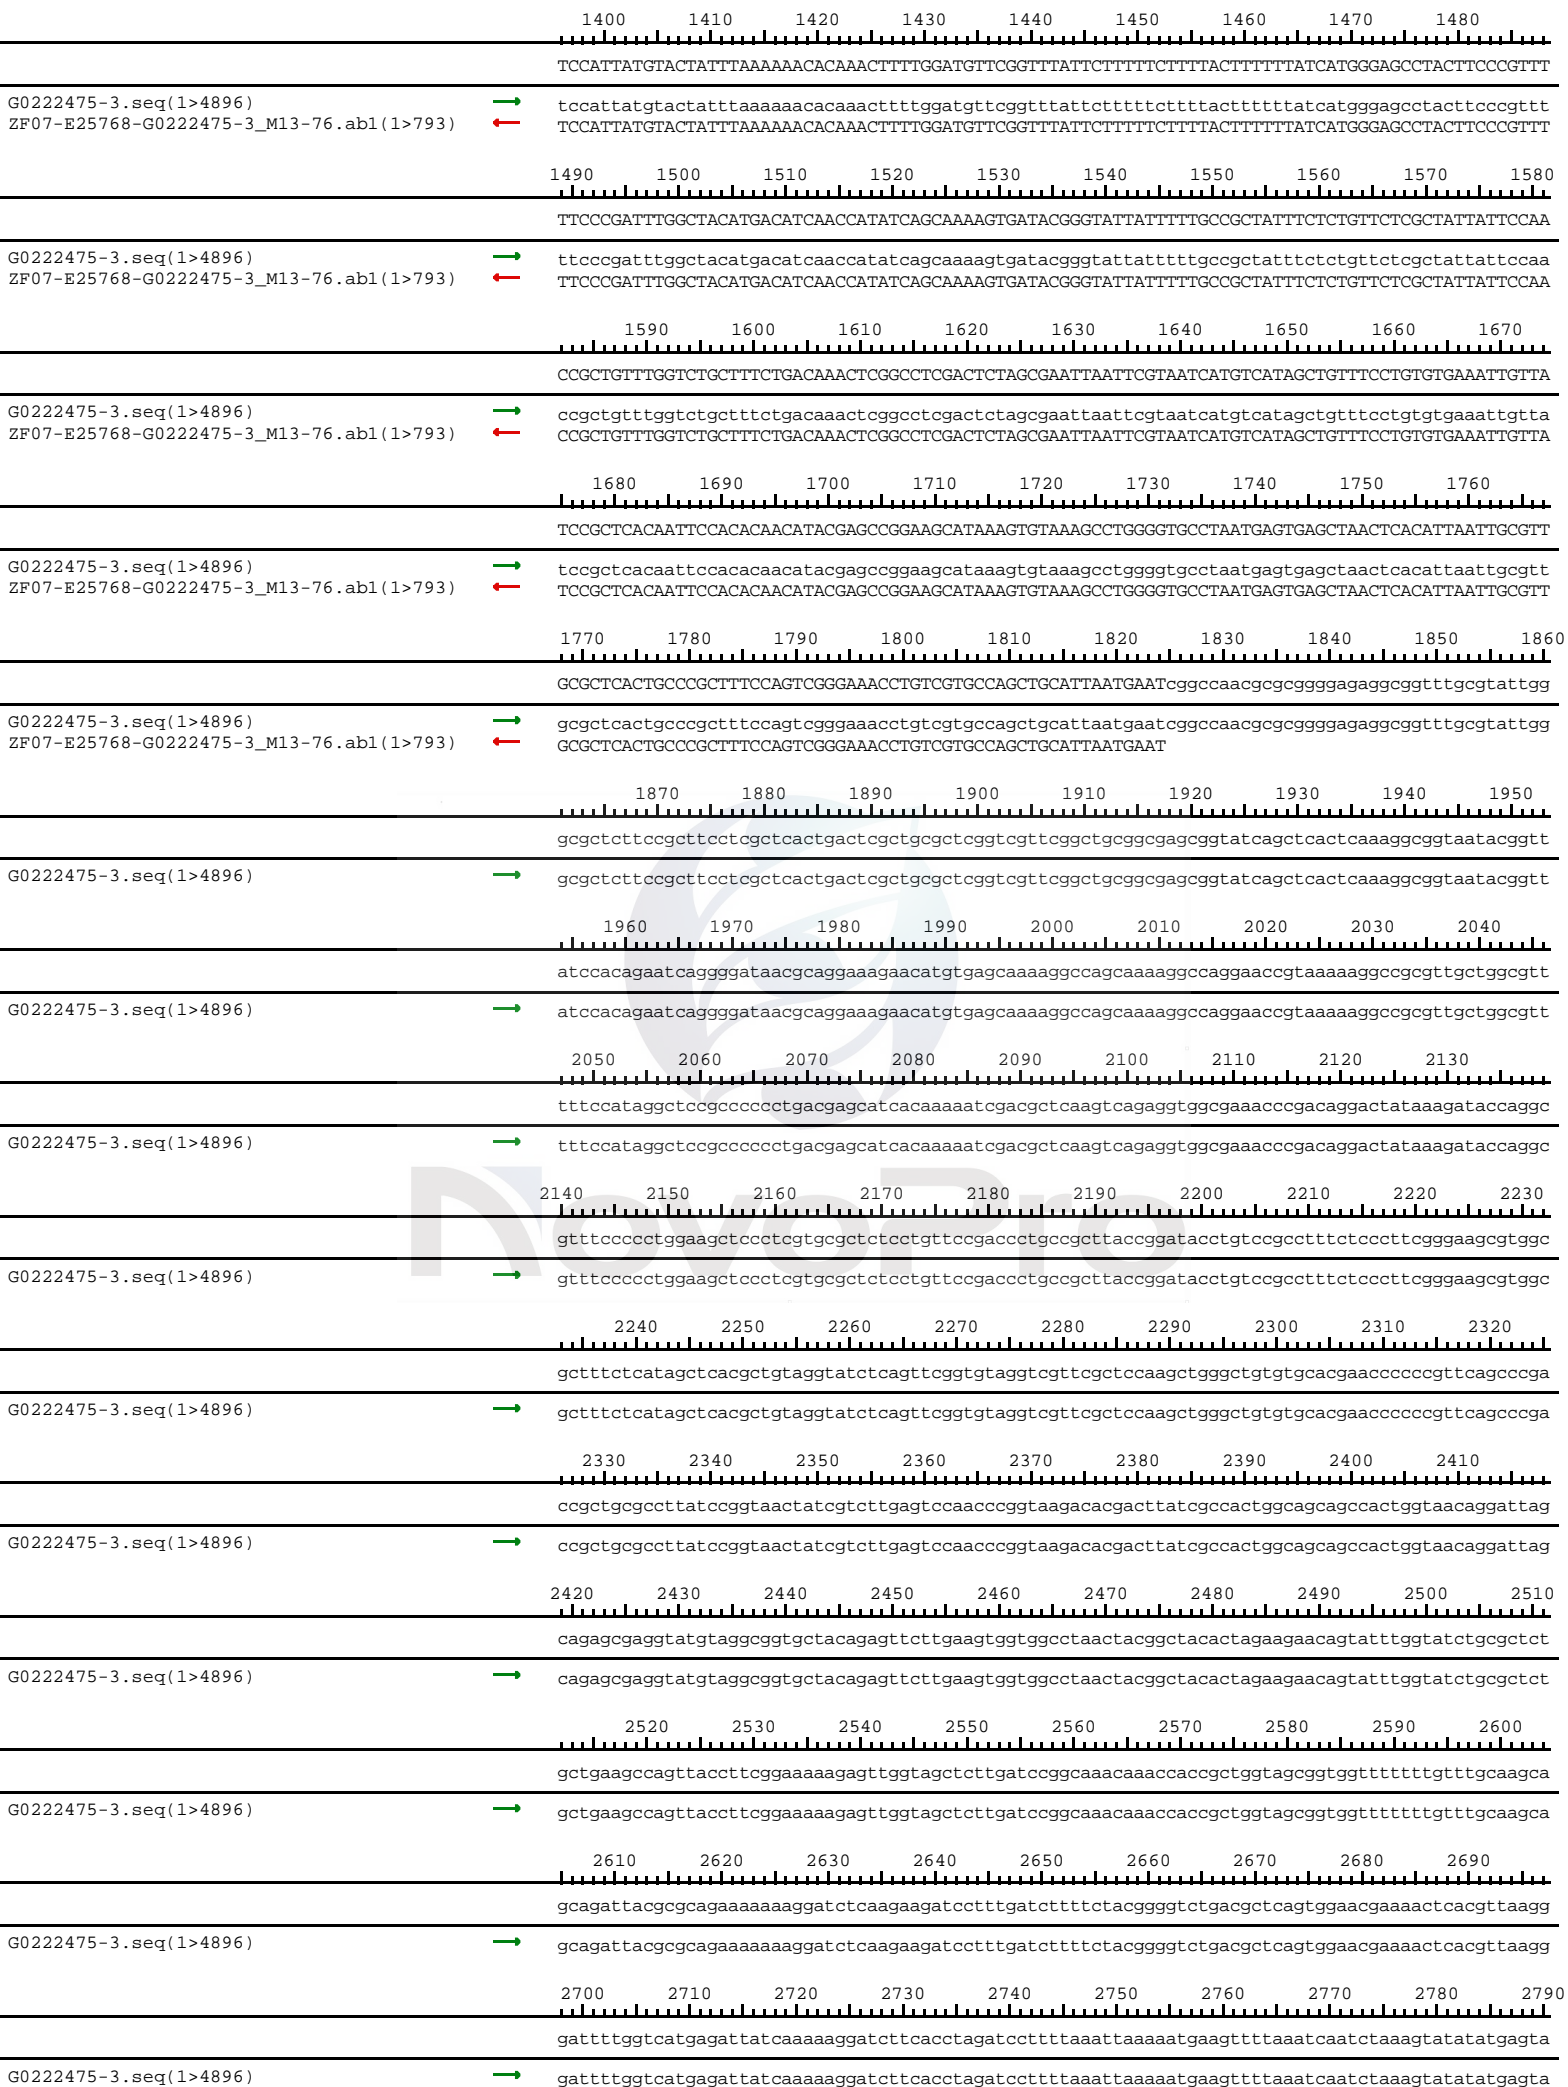 1400 1410 1420 1430 1440 1450 1460 1470 1480
TCCATTATGTACTATTTAAAAAACACAAACTTTTGGATGTTCGGTTTATTCTTTTTCTTTTACTTTTTTATCATGGGAGCCTACTTCCCGTTT
G0222475-3.seq(1>4896) tccattatgtactatttaaaaaacacaaacttttggatgttcggtttattctttttcttttacttttttatcatgggagcctacttcccgttt
ZF07-E25768-G0222475-3_M13-76.ab1(1>793) TCCATTATGTACTATTTAAAAAACACAAACTTTTGGATGTTCGGTTTATTCTTTTTCTTTTACTTTTTTATCATGGGAGCCTACTTCCCGTTT
1490 1500 1510 1520 1530 1540 1550 1560 1570 1580
TTCCCGATTTGGCTACATGACATCAACCATATCAGCAAAAGTGATACGGGTATTATTTTTGCCGCTATTTCTCTGTTCTCGCTATTATTCCAA
G0222475-3.seq(1>4896) ttcccgatttggctacatgacatcaaccatatcagcaaaagtgatacgggtattatttttgccgctatttctctgttctcgctattattccaa
ZF07-E25768-G0222475-3_M13-76.ab1(1>793) TTCCCGATTTGGCTACATGACATCAACCATATCAGCAAAAGTGATACGGGTATTATTTTTGCCGCTATTTCTCTGTTCTCGCTATTATTCCAA
1590 1600 1610 1620 1630 1640 1650 1660 1670
CCGCTGTTTGGTCTGCTTTCTGACAAACTCGGCCTCGACTCTAGCGAATTAATTCGTAATCATGTCATAGCTGTTTCCTGTGTGAAATTGTTA
G0222475-3.seq(1>4896) ccgctgtttggtctgctttctgacaaactcggcctcgactctagcgaattaattcgtaatcatgtcatagctgtttcctgtgtgaaattgtta
ZF07-E25768-G0222475-3_M13-76.ab1(1>793) CCGCTGTTTGGTCTGCTTTCTGACAAACTCGGCCTCGACTCTAGCGAATTAATTCGTAATCATGTCATAGCTGTTTCCTGTGTGAAATTGTTA
1680 1690 1700 1710 1720 1730 1740 1750 1760
TCCGCTCACAATTCCACACAACATACGAGCCGGAAGCATAAAGTGTAAAGCCTGGGGTGCCTAATGAGTGAGCTAACTCACATTAATTGCGTT
G0222475-3.seq(1>4896) tccgctcacaattccacacaacatacgagccggaagcataaagtgtaaagcctggggtgcctaatgagtgagctaactcacattaattgcgtt
ZF07-E25768-G0222475-3_M13-76.ab1(1>793) TCCGCTCACAATTCCACACAACATACGAGCCGGAAGCATAAAGTGTAAAGCCTGGGGTGCCTAATGAGTGAGCTAACTCACATTAATTGCGTT
1770 1780 1790 1800 1810 1820 1830 1840 1850 1860
GCGCTCACTGCCCGCTTTCCAGTCGGGAAACCTGTCGTGCCAGCTGCATTAATGAATcggccaacgcgcggggagaggcggtttgcgtattgg
G0222475-3.seq(1>4896) gcgctcactgcccgctttccagtcgggaaacctgtcgtgccagctgcattaatgaatcggccaacgcgcggggagaggcggtttgcgtattgg
ZF07-E25768-G0222475-3_M13-76.ab1(1>793) GCGCTCACTGCCCGCTTTCCAGTCGGGAAACCTGTCGTGCCAGCTGCATTAATGAAT
1870 1880 1890 1900 1910 1920 1930 1940 1950
gcgctcttccgcttcctcgctcactgactcgctgcgctcggtcgttcggctgcggcgagcggtatcagctcactcaaaggcggtaatacggtt
G0222475-3.seq(1>4896) gcgctcttccgcttcctcgctcactgactcgctgcgctcggtcgttcggctgcggcgagcggtatcagctcactcaaaggcggtaatacggtt
1960 1970 1980 1990 2000 2010 2020 2030 2040
atccacagaatcaggggataacgcaggaaagaacatgtgagcaaaaggccagcaaaaggccaggaaccgtaaaaaggccgcgttgctggcgtt
G0222475-3.seq(1>4896) atccacagaatcaggggataacgcaggaaagaacatgtgagcaaaaggccagcaaaaggccaggaaccgtaaaaaggccgcgttgctggcgtt
2050 2060 2070 2080 2090 2100 2110 2120 2130
tttccataggctccgcccccctgacgagcatcacaaaaatcgacgctcaagtcagaggtggcgaaacccgacaggactataaagataccaggc
G0222475-3.seq(1>4896) tttccataggctccgcccccctgacgagcatcacaaaaatcgacgctcaagtcagaggtggcgaaacccgacaggactataaagataccaggc
NovoPro
2140 2150 2160 2170 2180 2190 2200 2210 2220 2230
gtttccccctggaagctccctcgtgcgctctcctgttccgaccctgccgcttaccggatacctgtccgcctttctcccttcgggaagcgtggc
G0222475-3.seq(1>4896) gtttccccctggaagctccctcgtgcgctctcctgttccgaccctgccgcttaccggatacctgtccgcctttctcccttcgggaagcgtggc
2240 2250 2260 2270 2280 2290 2300 2310 2320
gctttctcatagctcacgctgtaggtatctcagttcggtgtaggtcgttcgctccaagctgggctgtgtgcacgaaccccccgttcagcccga
G0222475-3.seq(1>4896) gctttctcatagctcacgctgtaggtatctcagttcggtgtaggtcgttcgctccaagctgggctgtgtgcacgaaccccccgttcagcccga
2330 2340 2350 2360 2370 2380 2390 2400 2410
ccgctgcgccttatccggtaactatcgtcttgagtccaacccggtaagacacgacttatcgccactggcagcagccactggtaacaggattag
G0222475-3.seq(1>4896) ccgctgcgccttatccggtaactatcgtcttgagtccaacccggtaagacacgacttatcgccactggcagcagccactggtaacaggattag
2420 2430 2440 2450 2460 2470 2480 2490 2500 2510
cagagcgaggtatgtaggcggtgctacagagttcttgaagtggtggcctaactacggctacactagaagaacagtatttggtatctgcgctct
G0222475-3.seq(1>4896) cagagcgaggtatgtaggcggtgctacagagttcttgaagtggtggcctaactacggctacactagaagaacagtatttggtatctgcgctct
2520 2530 2540 2550 2560 2570 2580 2590 2600
gctgaagccagttaccttcggaaaaagagttggtagctcttgatccggcaaacaaaccaccgctggtagcggtggtttttttgtttgcaagca
G0222475-3.seq(1>4896) gctgaagccagttaccttcggaaaaagagttggtagctcttgatccggcaaacaaaccaccgctggtagcggtggtttttttgtttgcaagca
2610 2620 2630 2640 2650 2660 2670 2680 2690
gcagattacgcgcagaaaaaaaggatctcaagaagatcctttgatcttttctacggggtctgacgctcagtggaacgaaaactcacgttaagg
G0222475-3.seq(1>4896) gcagattacgcgcagaaaaaaaggatctcaagaagatcctttgatcttttctacggggtctgacgctcagtggaacgaaaactcacgttaagg
2700 2710 2720 2730 2740 2750 2760 2770 2780 2790
gattttggtcatgagattatcaaaaaggatcttcacctagatccttttaaattaaaaatgaagttttaaatcaatctaaagtatatatgagta
G0222475-3.seq(1>4896) gattttggtcatgagattatcaaaaaggatcttcacctagatccttttaaattaaaaatgaagttttaaatcaatctaaagtatatatgagta